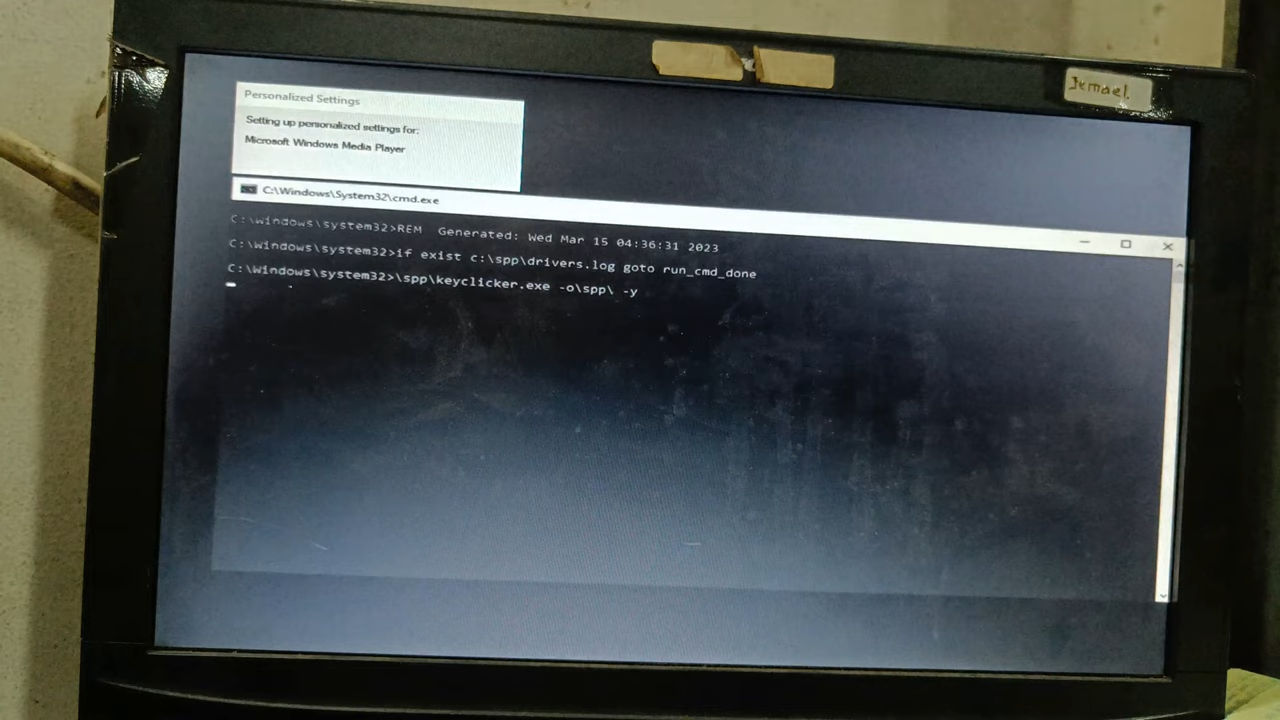 Jemael.
Personalized Settings
Setting up personalized settings for:
Microsoft Windows Media Player
C:\Windows\System32\cmd.exe
C:\Windows\system32>REM  Generated: Wed Mar 15 04:36:31 2023
C:\Windows\system32>if exist c:\spp\drivers.log goto run_cmd_done
C:\Windows\system32>\spp\keyclicker.exe -o\spp\ -y